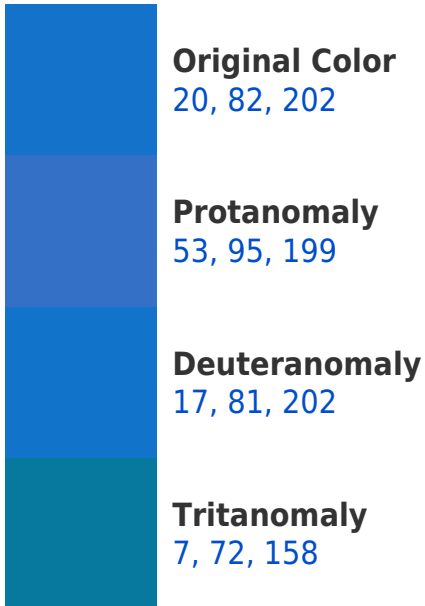 Original Color
20, 82, 202
Protanomaly
53, 95, 199
Deuteranomaly
17, 81, 202
Tritanomaly
7, 72, 158